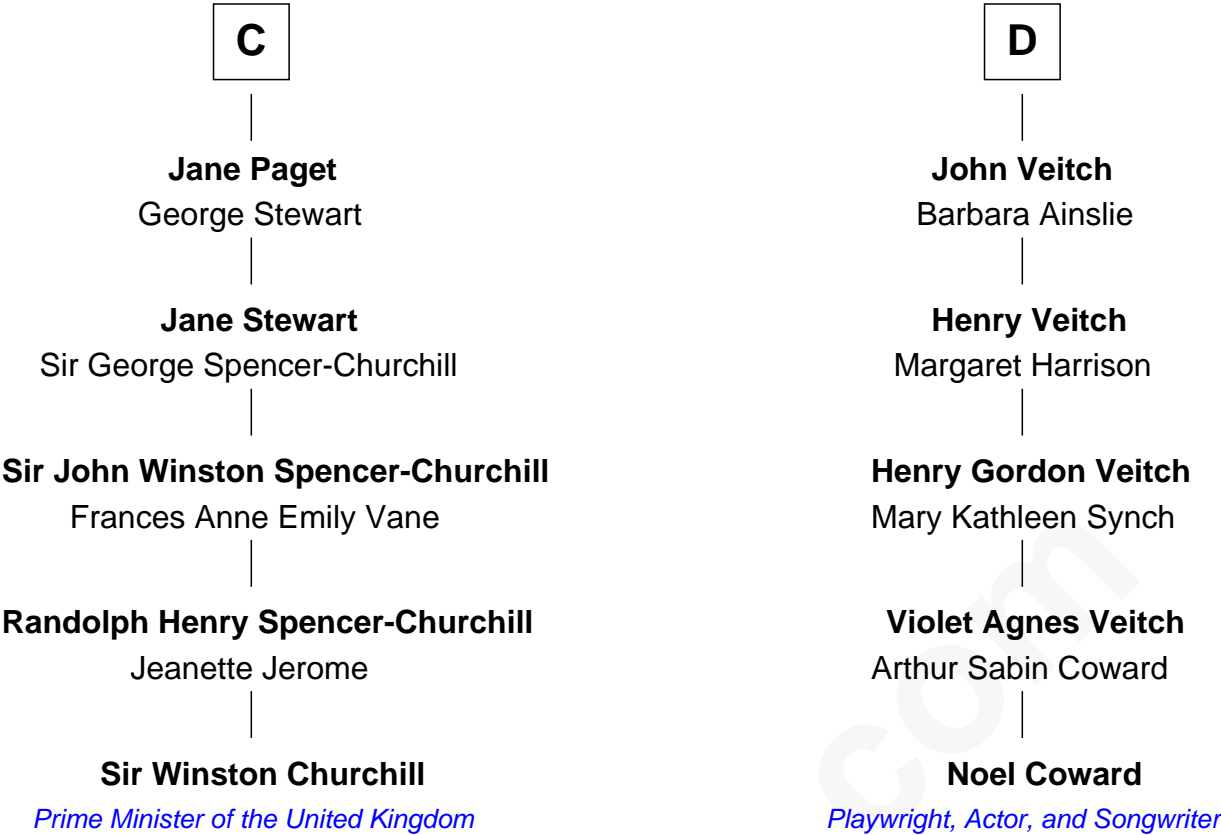 C
Jane Paget
George Stewart
Jane Stewart
Sir George Spencer-Churchill
Sir John Winston Spencer-Churchill
Frances Anne Emily Vane
Randolph Henry Spencer-Churchill
Jeanette Jerome
Sir Winston Churchill
Prime Minister of the United Kingdom
D
John Veitch
Barbara Ainslie
Henry Veitch
Margaret Harrison
Henry Gordon Veitch
Mary Kathleen Synch
Violet Agnes Veitch
Arthur Sabin Coward
Noel Coward
Playwright, Actor, and Songwriter
com